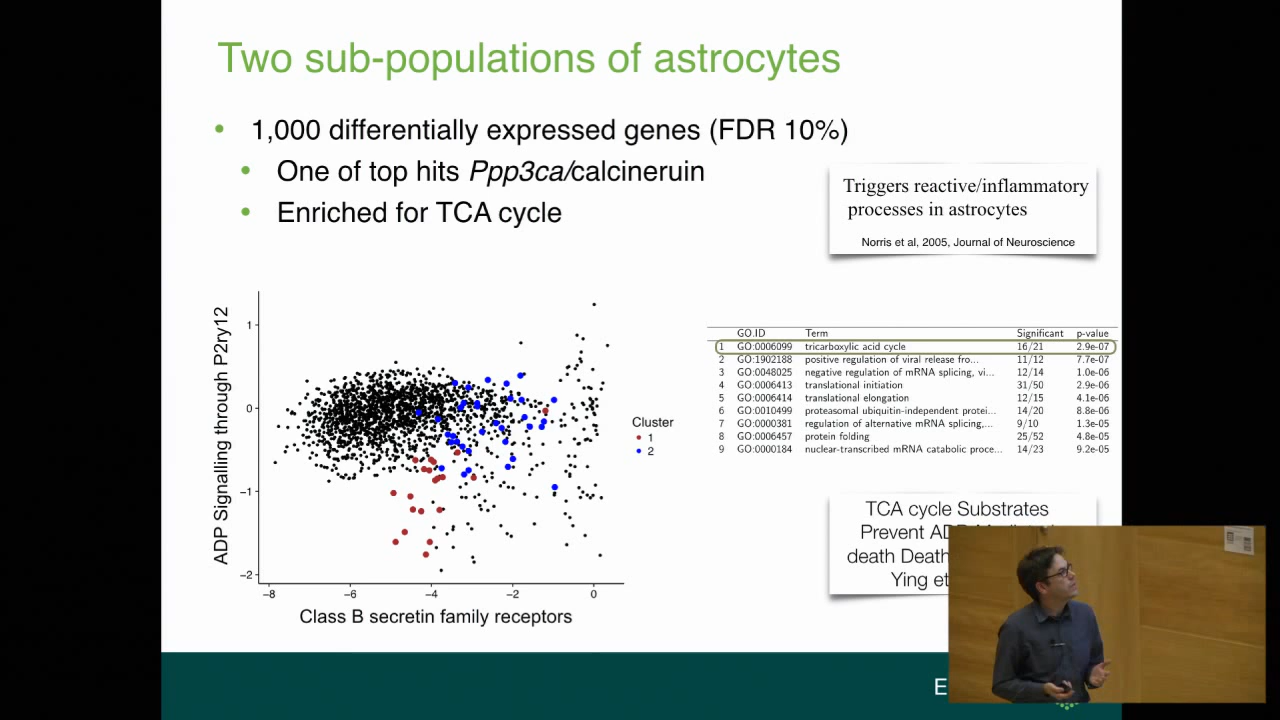 Two sub-populations of astrocytes
• 1,000 differentially expressed genes (FDR 10%)
• One of top hits Ppp3ca/calcineruin
• Enriched for TCA cycle
Triggers reactive/inflammatory
processes in astrocytes
Norris et al, 2005, Journal of Neuroscience
ADP Signalling through P2ry12
1
0
−1
−2
−8 −6 −4 −2 0
Class B secretin family receptors
Cluster
1
2
GO.ID Term Significant p-value
1 GO:0006099 tricarboxylic acid cycle 16/21 2.9e-07
2 GO:1902188 positive regulation of viral release fro... 11/12 7.7e-07
3 GO:0048025 negative regulation of mRNA splicing, vi... 12/14 1.0e-06
4 GO:0006413 translational initiation 31/50 2.9e-06
5 GO:0006414 translational elongation 12/15 4.1e-06
6 GO:0010499 proteasomal ubiquitin-independent protei... 14/20 8.8e-06
7 GO:0000381 regulation of alternative mRNA splicing,... 9/10 1.3e-05
8 GO:0006457 protein folding 25/52 4.8e-05
9 GO:0000184 nuclear-transcribed mRNA catabolic proce... 14/23 9.2e-05
TCA cycle Substrates
Prevent
death Death
Ying et
E